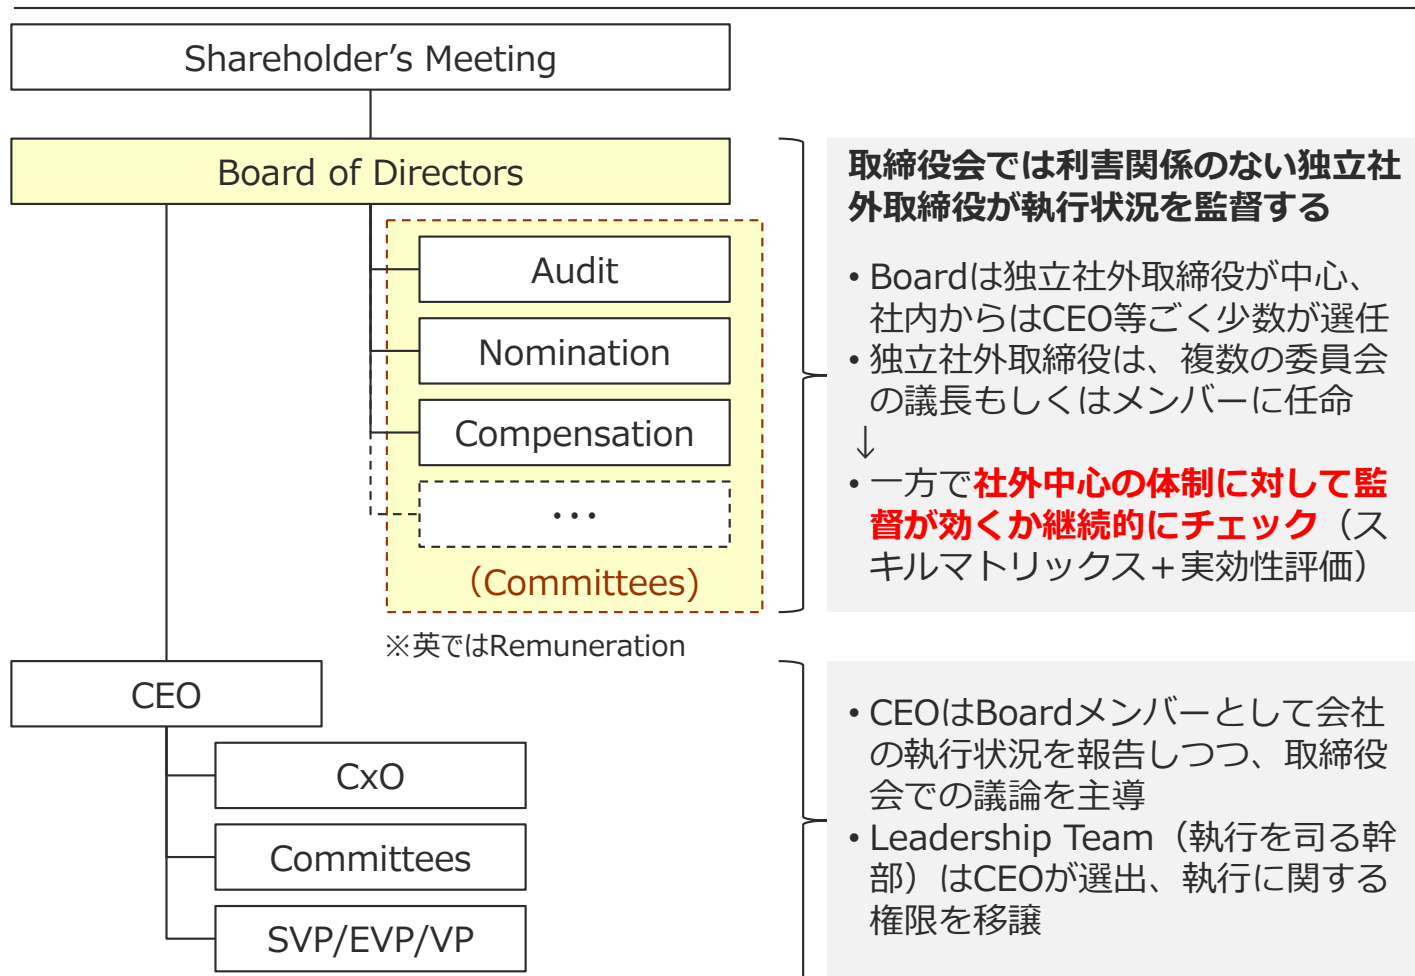 Shareholder’s Meeting
Board of Directors
Audit
Nomination
Compensation
…
（Committees）
※英ではRemuneration
取締役会では利害関係のない独立社
外取締役が執行状況を監督する
• Boardは独立社外取締役が中心、
社内からはCEO等ごく少数が選任
• 独立社外取締役は、複数の委員会
の議長もしくはメンバーに任命
↓
• 一方で社外中心の体制に対して監
督が効くか継続的にチェック（ス
キルマトリックス＋実効性評価）
CEO
CxO
Committees
SVP/EVP/VP
• CEOはBoardメンバーとして会社
の執行状況を報告しつつ、取締役
会での議論を主導
• Leadership Team（執行を司る幹
部）はCEOが選出、執行に関する
権限を移譲